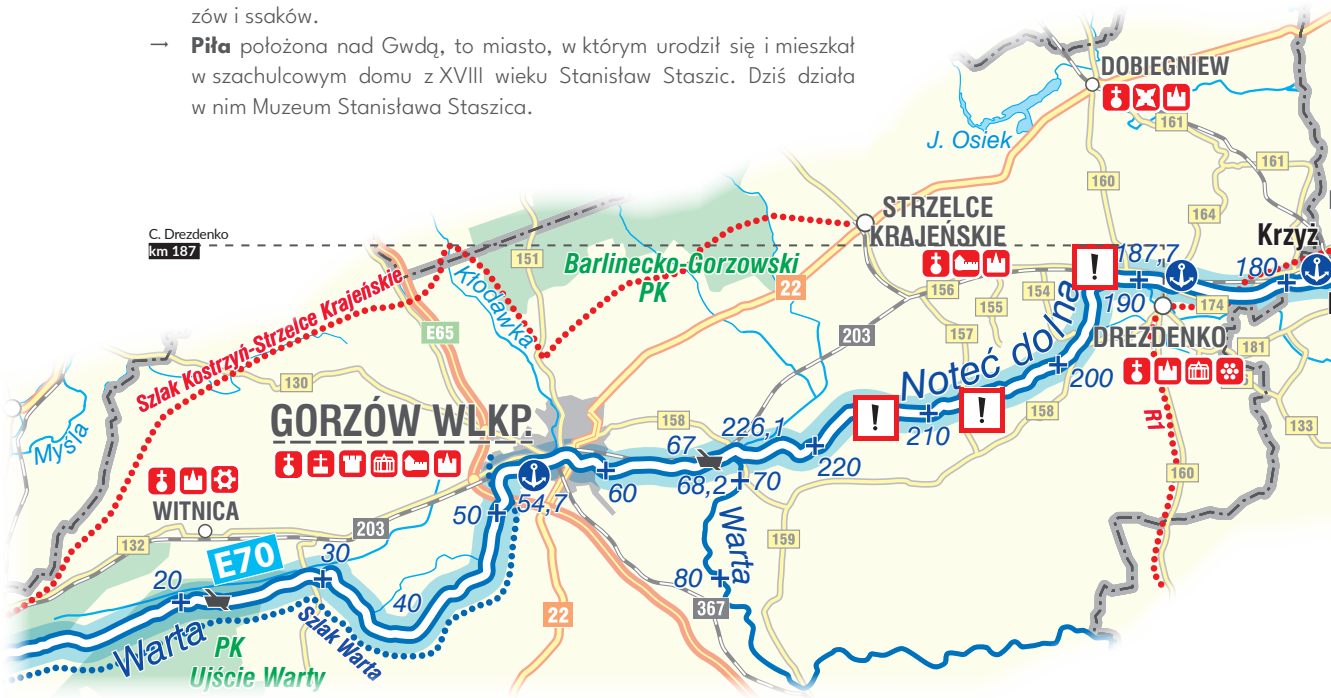 zów i ssaków.
→ Piła położona nad Gwdą, to miasto, w którym urodził się i mieszkał
w szachulcowym domu z XVIII wieku Stanisław Staszic. Dziś działa
w nim Muzeum Stanisława Staszica.
DOBIEGNIEW
161
J. Osiek
161
160
STRZELCE
KRAJEŃSKIE
164
C. Drezdenko
km 187
Krzyż
151
Barlinecko-Gorzowski
PK
22
Kłodawka
Szlak Kostrzyn-Strzelce Krajeńskie
E65
156
155
154
!
187,7
180
190
174
203
157
DREZDENKO
181
Noteć dolna
200
130
GORZÓW WLKP.
158
!
!
210
158
R1
133
Myśla
67
226,1
220
160
WITNICA
54,7
60
68,2
70
50
203
Warta
159
132
E70
30
20
40
80
367
22
Warta
Szlak Warta
PK
Ujście Warty